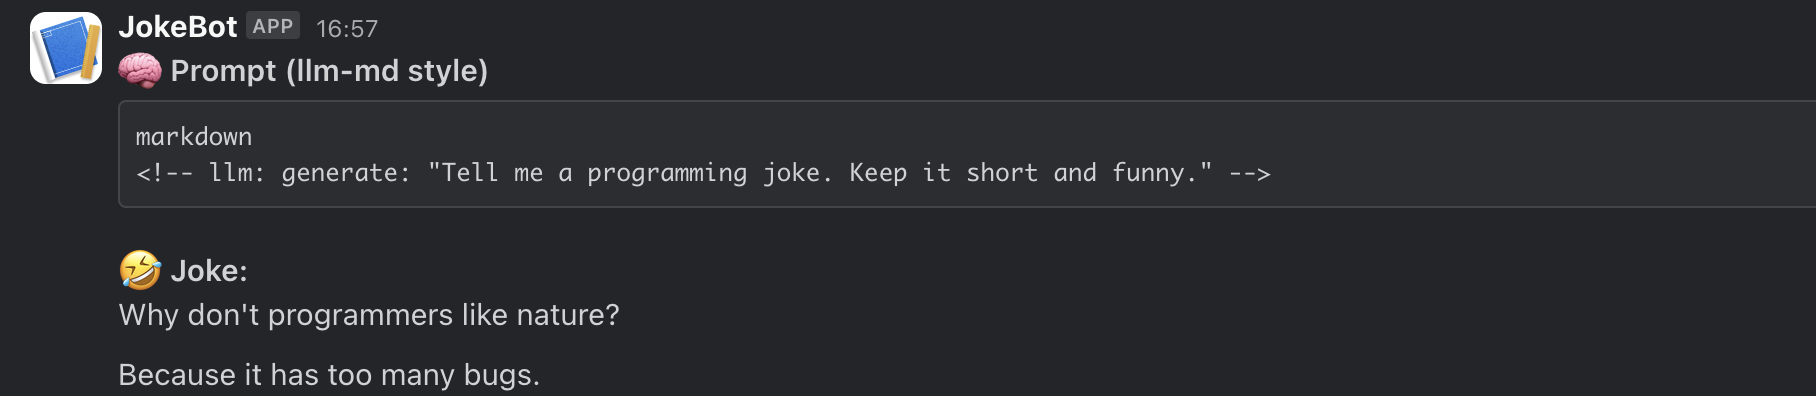 JokeBot APP 16:57
🧠 Prompt (llm-md style)
markdown
<!-- llm: generate: "Tell me a programming joke. Keep it short and funny." -->
🤣 Joke:
Why don't programmers like nature?
Because it has too many bugs.